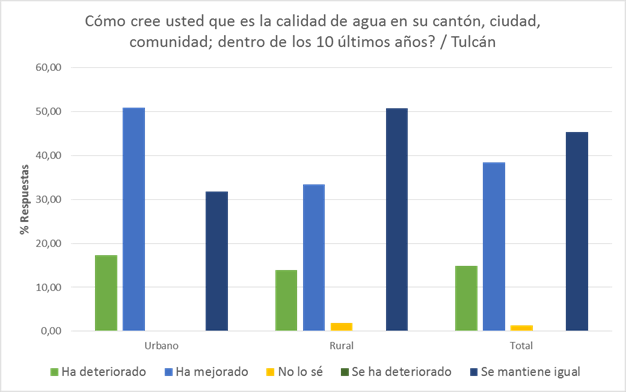 Cómo cree usted que es la calidad de agua en su cantón, ciudad,
comunidad; dentro de los 10 últimos años? / Tulcán
60,00
50,00
40,00
30,00
20,00
10,00
0,00
% Respuestas
Urbano Rural Total
Ha deteriorado Ha mejorado No lo sé Se ha deteriorado Se mantiene igual